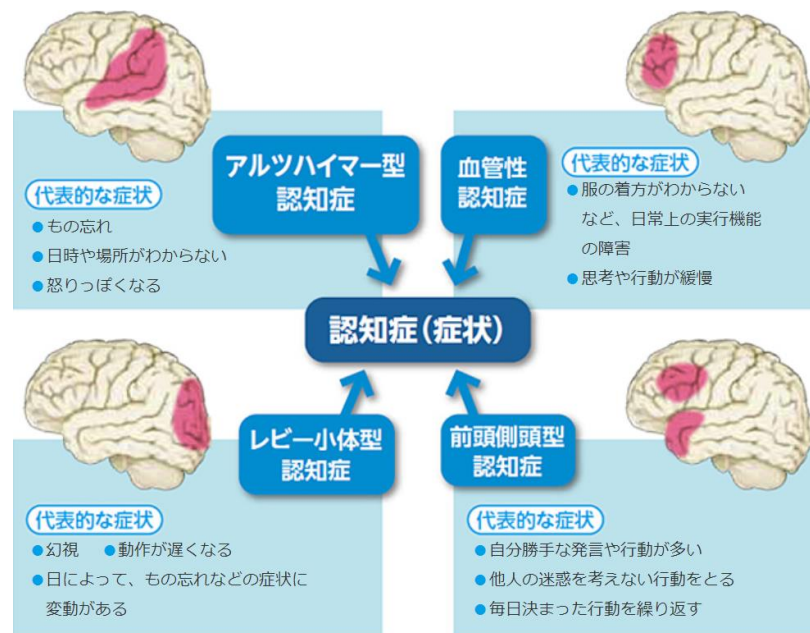 アルツハイマー型
認知症
代表的な症状
●もの忘れ
●日時や場所がわからない
●怒りっぽくなる
血管性
認知症
代表的な症状
●服の着方がわからない
など、日常上の実行機能
の障害
●思考や行動が緩慢
認知症(症状)
レビー小体型
認知症
代表的な症状
●幻視 ●動作が遅くなる
●日によって、もの忘れなどの症状に
変動がある
前頭側頭型
認知症
代表的な症状
●自分勝手な発言や行動が多い
●他人の迷惑を考えない行動をとる
●毎日決まった行動を繰り返す